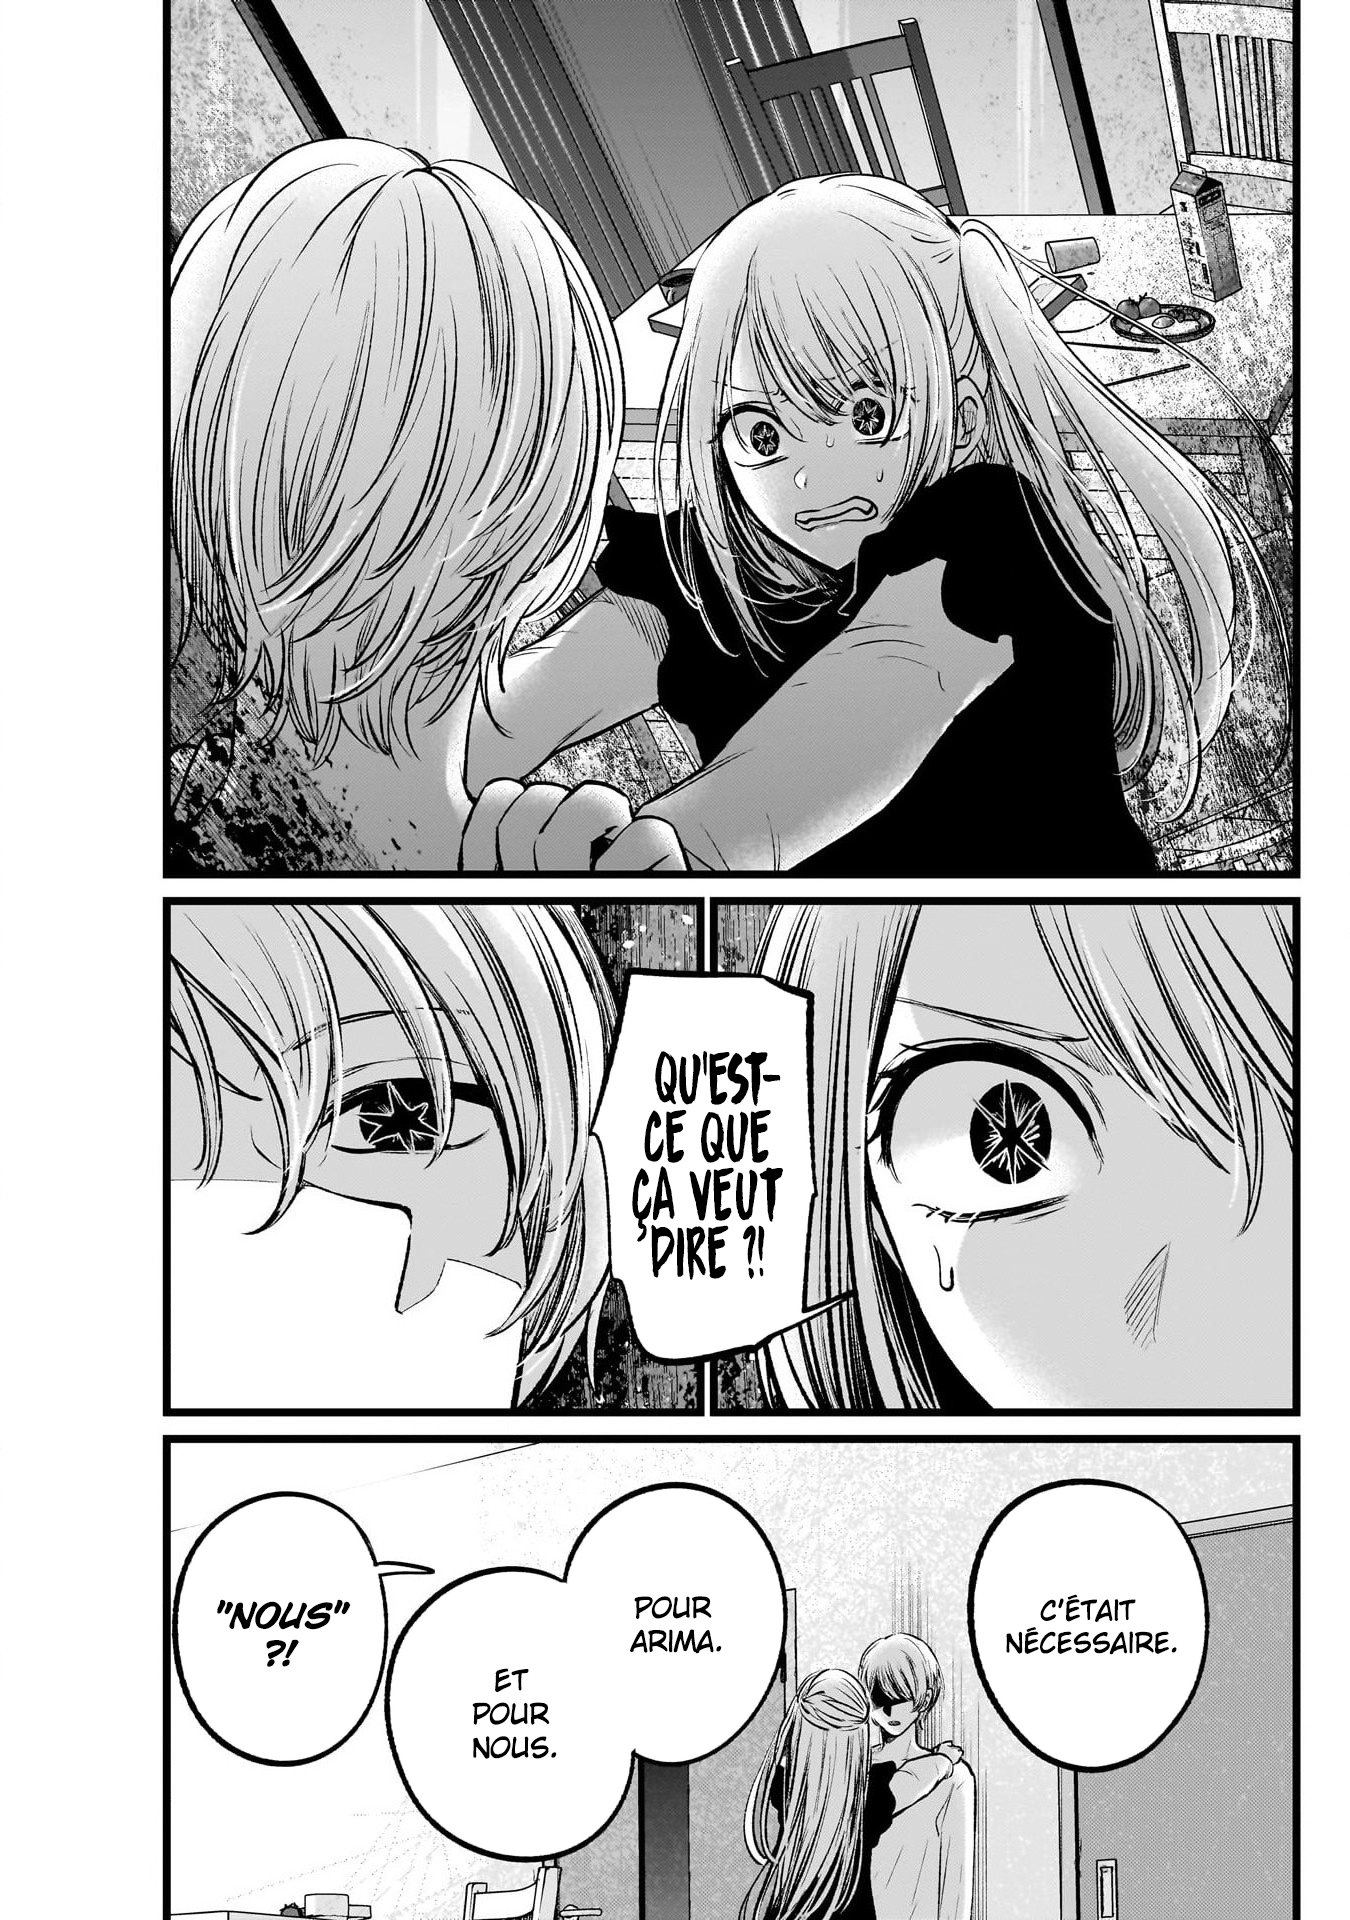 QU'EST-
CE QUE
ÇA VEUT
DIRE ?!
C'ÉTAIT
NÉCESSAIRE.
POUR
ARIMA.
ET
POUR
NOUS.
"NOUS"
?!